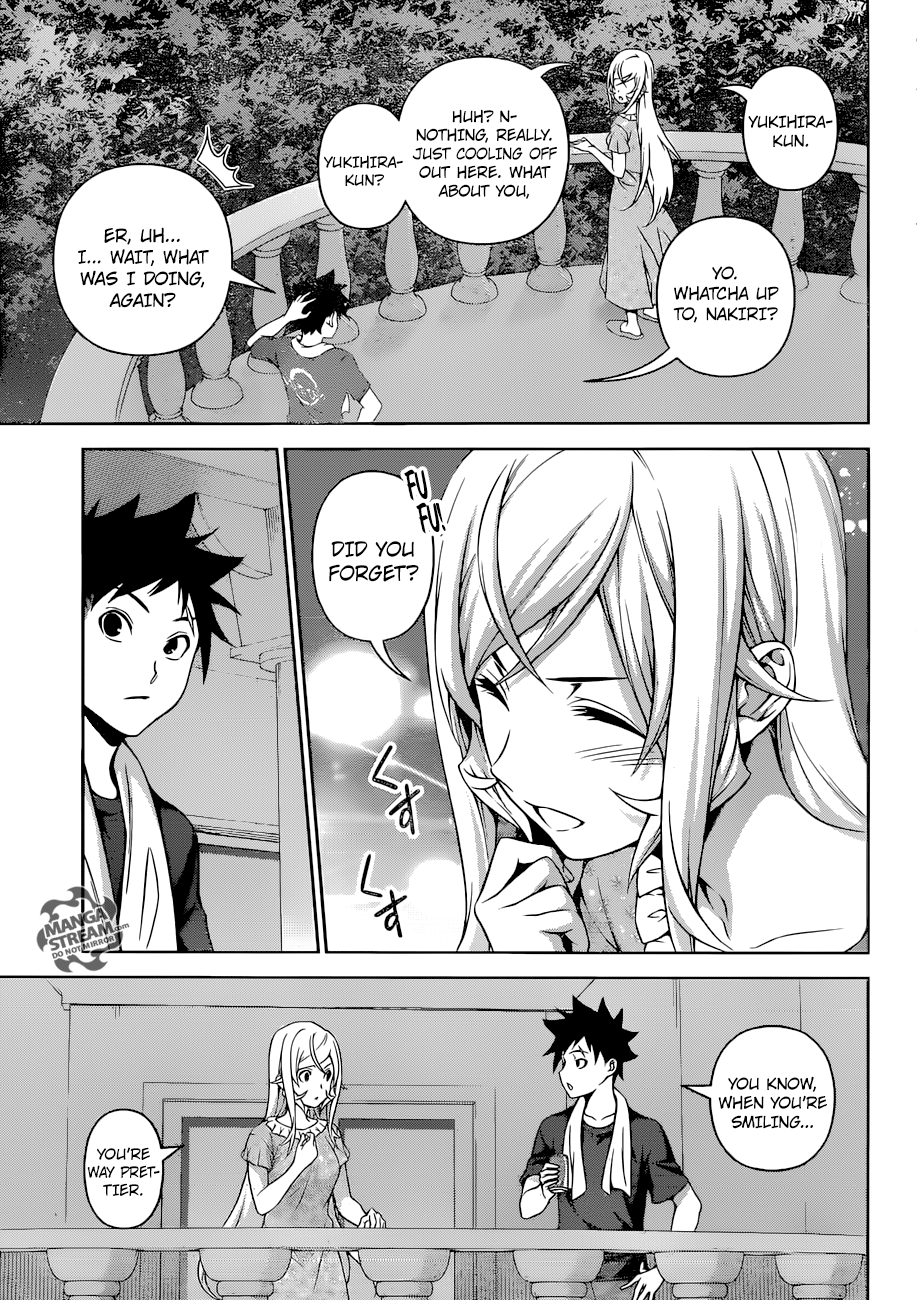 YUKIHIRA-
KUN.
YO.
WHATCHA UP
TO, NAKIRI?
HUH? N-
NOTHING, REALLY.
JUST COOLING OFF
OUT HERE. WHAT
ABOUT YOU,
YUKIHIRA-
KUN?
ER, UH...
I... WAIT, WHAT
WAS I DOING,
AGAIN?
FU
FU!
DID YOU
FORGET?
くす
くす
MANGA
STREAM.com
DO NOT MIRROR
YOU KNOW,
WHEN YOU'RE
SMILING...
YOU'RE
WAY PRET-
TIER.